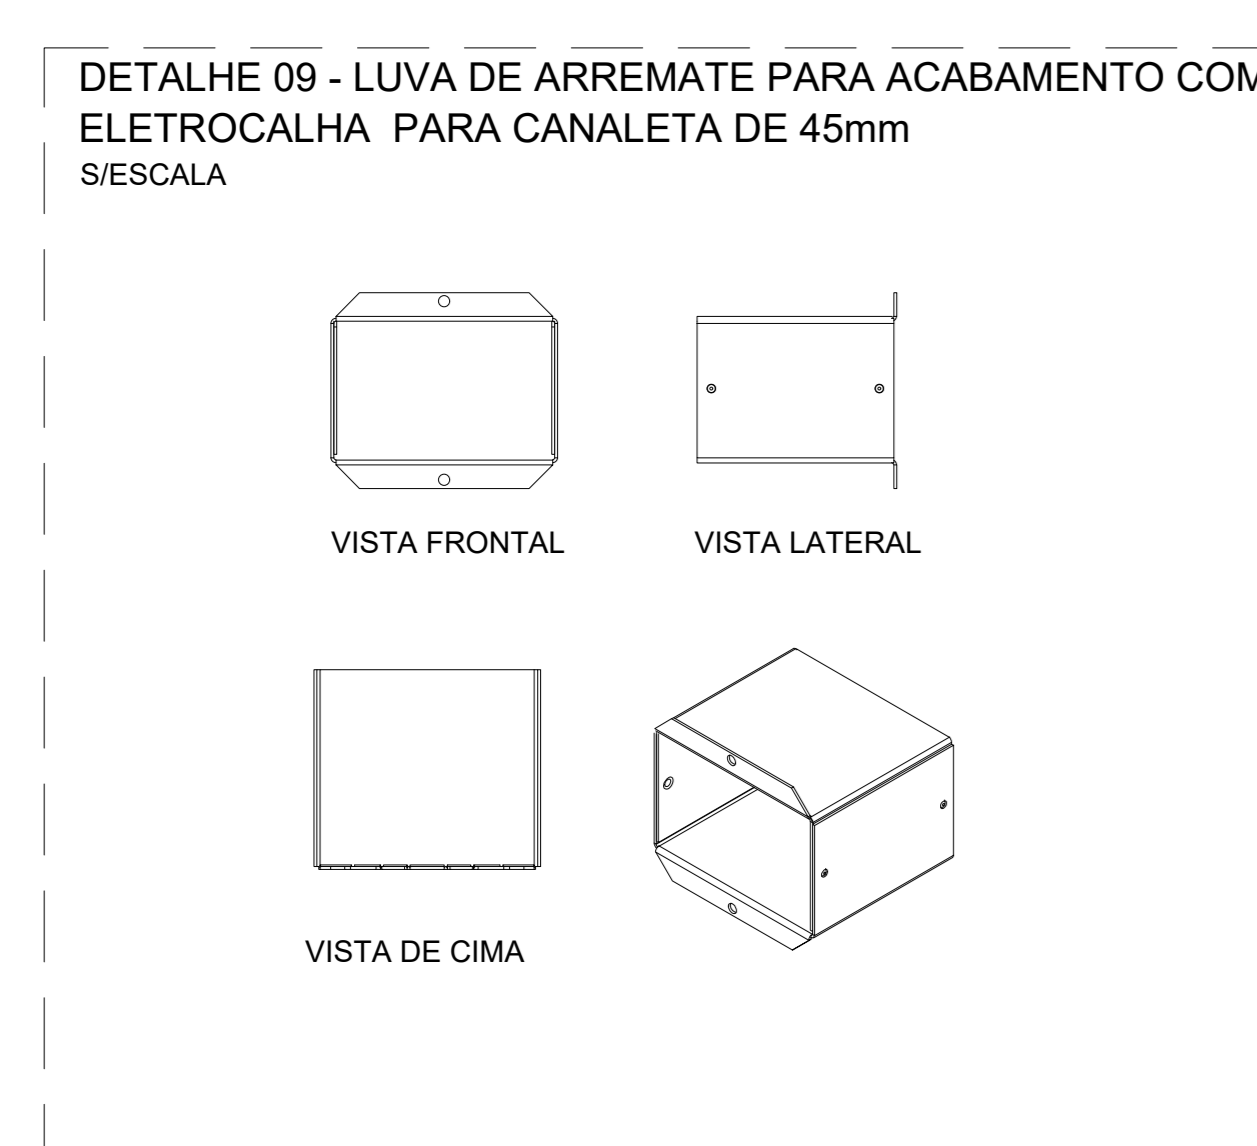 DETALHE 09 - LUVA DE ARREMATE PARA ACABAMENTO COM
ELETROCALHA PARA CANALETA DE 45mm
S/ESCALA
VISTA FRONTAL
VISTA LATERAL
VISTA DE CIMA